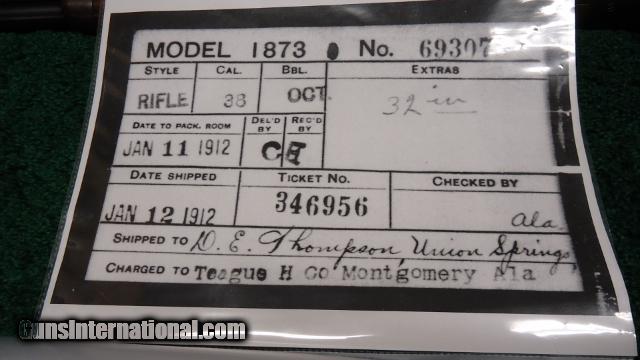 MODEL 1873 No. 69307
STYLE CAL. BBL. EXTRAS
RIFLE 38 OCT. 32 in
DATE TO PACK. ROOM DEL'D BY REC'D BY
JAN 11 1912
DATE SHIPPED TICKET NO. CHECKED BY
JAN 12 1912 346956
Ala.
SHIPPED TO D. E. Thompson Union Springs
CHARGED TO Teague H Co Montgomery Ala
GunsInternational.com